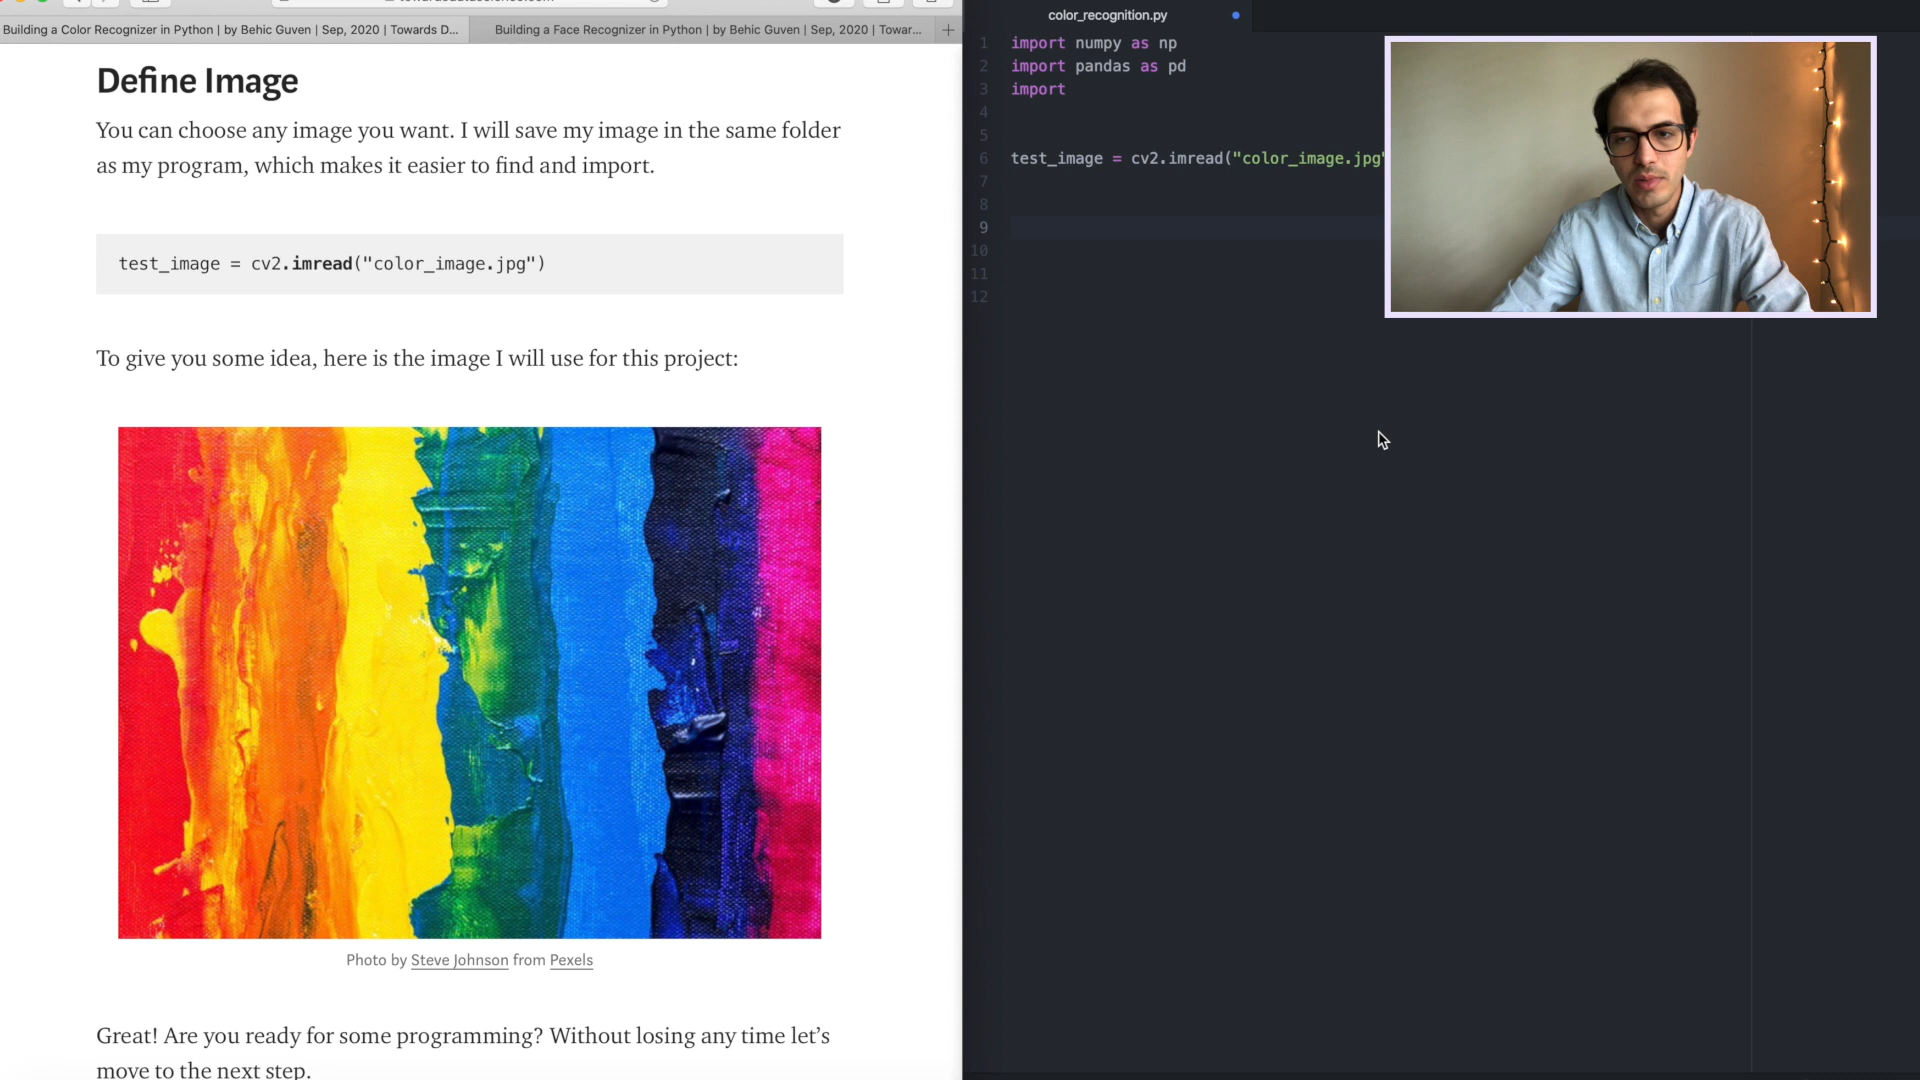 Building a Color Recognizer in Python | by Behic Guven | Sep, 2020 | Towards D...
Building a Face Recognizer in Python | by Behic Guven | Sep, 2020 | Towar...
Define Image
You can choose any image you want. I will save my image in the same folder
as my program, which makes it easier to find and import.
test_image = cv2.imread("color_image.jpg")
To give you some idea, here is the image I will use for this project:
Photo by Steve Johnson from Pexels
Great! Are you ready for some programming? Without losing any time let’s
move to the next step.
color_recognition.py
1 import numpy as np
2 import pandas as pd
3 import
4
5
6 test_image = cv2.imread("color_image.jpg"
7
8
9
10
11
12